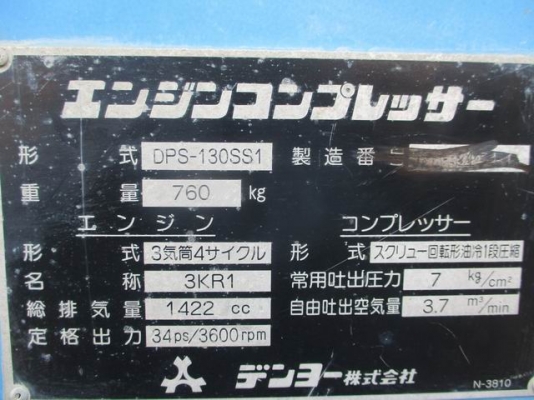 エンジンコンプレッサー
形式 DPS-130SS1 製造番
重量 760 kg
エンジン コンプレッサー
形式 3気筒4サイクル 形式 スクリュー回転形油冷1段圧縮
名称 3KR1 常用吐出圧力 7 kg/cm²
総排気量 1422 cc 自由吐出空気量 3.7 m³/min
定格出力 34ps/3600rpm
デンヨー株式会社 N-3810